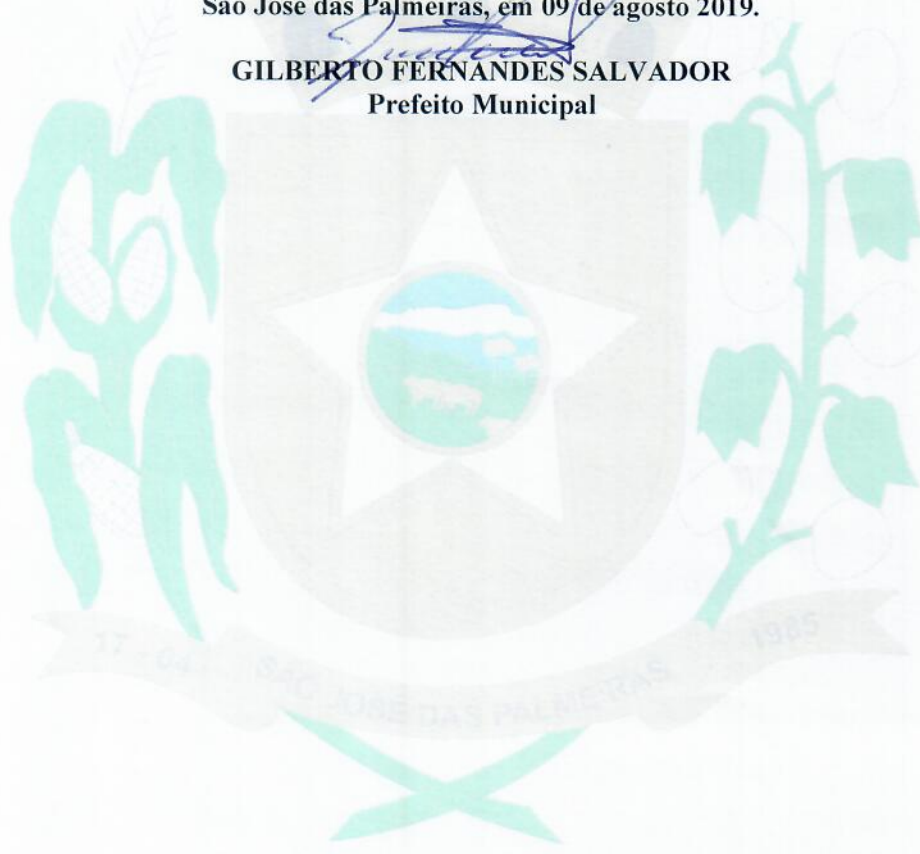 São José das Palmeiras, em 09 de agosto 2019.
GILBERTO FERNANDES SALVADOR
Prefeito Municipal
17 - 04
SÃO JOSÉ DAS PALMEIRAS
1985